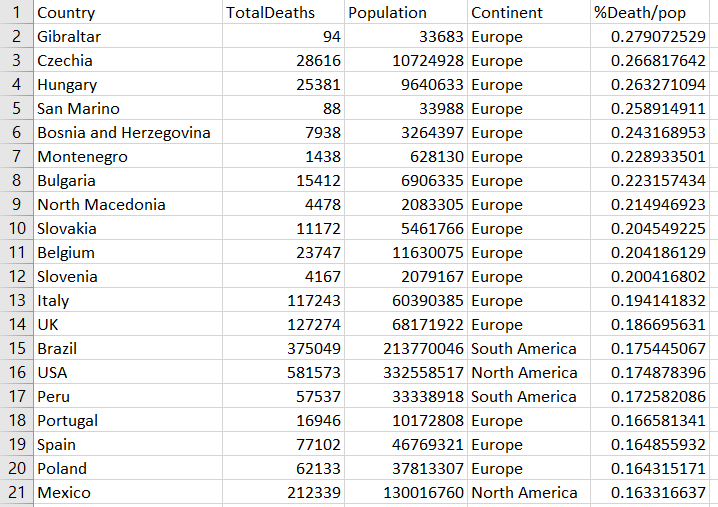 1 Country TotalDeaths Population Continent %Death/pop
2 Gibraltar 94 33683 Europe 0.279072529
3 Czechia 28616 10724928 Europe 0.266817642
4 Hungary 25381 9640633 Europe 0.263271094
5 San Marino 88 33988 Europe 0.258914911
6 Bosnia and Herzegovina 7938 3264397 Europe 0.243168953
7 Montenegro 1438 628130 Europe 0.228933501
8 Bulgaria 15412 6906335 Europe 0.223157434
9 North Macedonia 4478 2083305 Europe 0.214946923
10 Slovakia 11172 5461766 Europe 0.204549225
11 Belgium 23747 11630075 Europe 0.204186129
12 Slovenia 4167 2079167 Europe 0.200416802
13 Italy 117243 60390385 Europe 0.194141832
14 UK 127274 68171922 Europe 0.186695631
15 Brazil 375049 213770046 South America 0.175445067
16 USA 581573 332558517 North America 0.174878396
17 Peru 57537 33338918 South America 0.172582086
18 Portugal 16946 10172808 Europe 0.166581341
19 Spain 77102 46769321 Europe 0.164855932
20 Poland 62133 37813307 Europe 0.164315171
21 Mexico 212339 130016760 North America 0.163316637